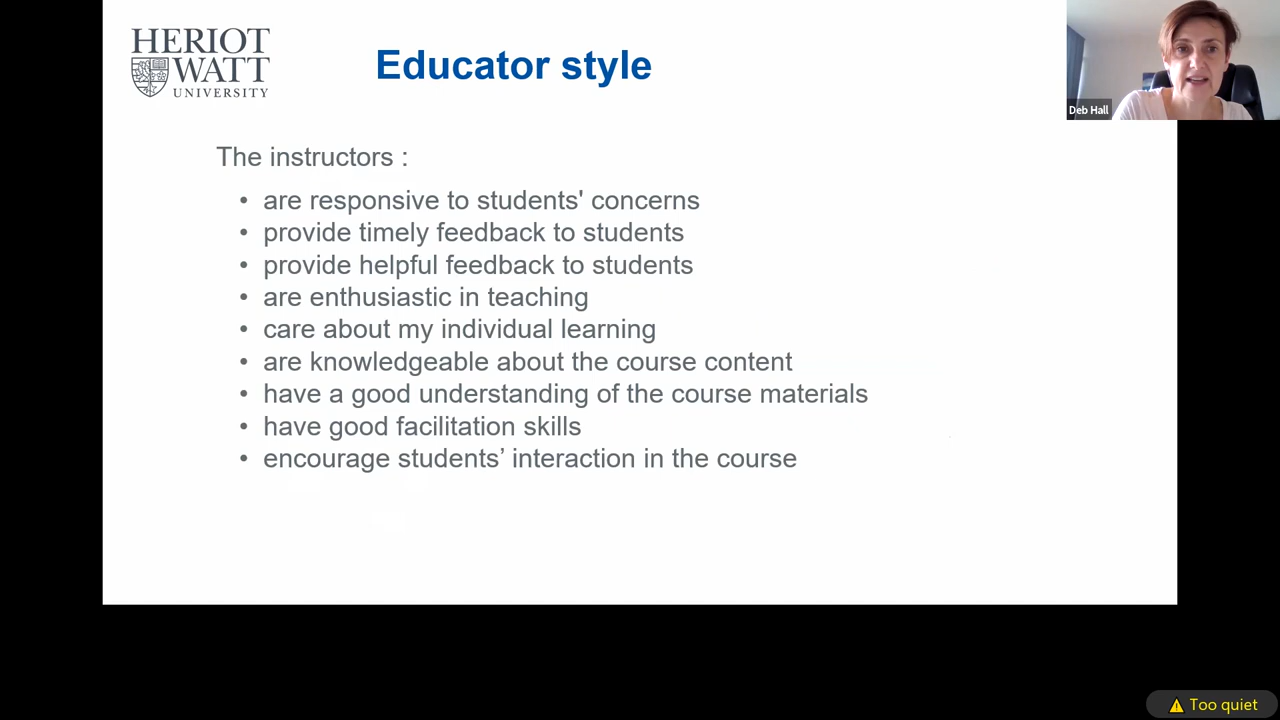 HERIOT
WATT
UNIVERSITY
Educator style
Deb Hall
The instructors :
• are responsive to students' concerns
• provide timely feedback to students
• provide helpful feedback to students
• are enthusiastic in teaching
• care about my individual learning
• are knowledgeable about the course content
• have a good understanding of the course materials
• have good facilitation skills
• encourage students’ interaction in the course
Too quiet